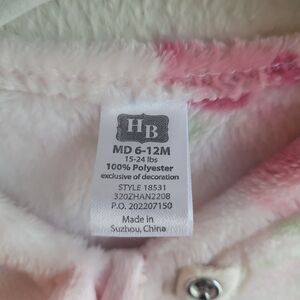 HB
MD 6-12M
15-24 lbs
100% Polyester
exclusive of decoration
STYLE 18531
320ZHAN2208
P.O. 202207150
Made in
Suzhou, China